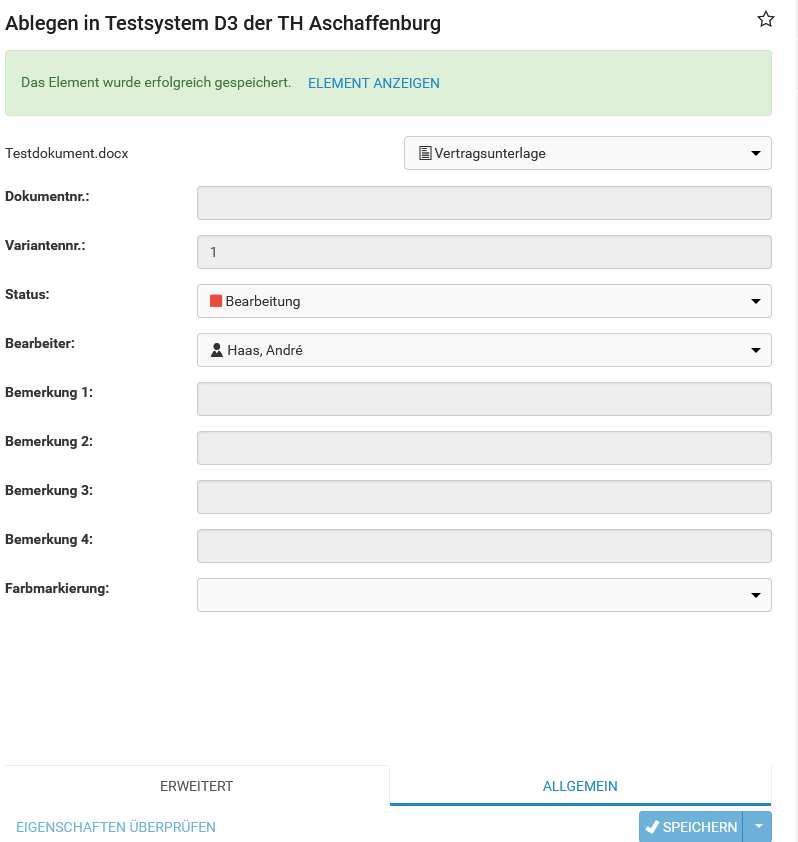 Ablegen in Testsystem D3 der TH Aschaffenburg
Das Element wurde erfolgreich gespeichert. ELEMENT ANZEIGEN
Testdokument.docx Vertragsunterlage
Dokumentnr.:
Variantennr.: 1
Status: Bearbeitung
Bearbeiter: Haas, André
Bemerkung 1:
Bemerkung 2:
Bemerkung 3:
Bemerkung 4:
Farbmarkierung:
ERWEITERT ALLGEMEIN
EIGENSCHAFTEN ÜBERPRÜFEN SPEICHERN